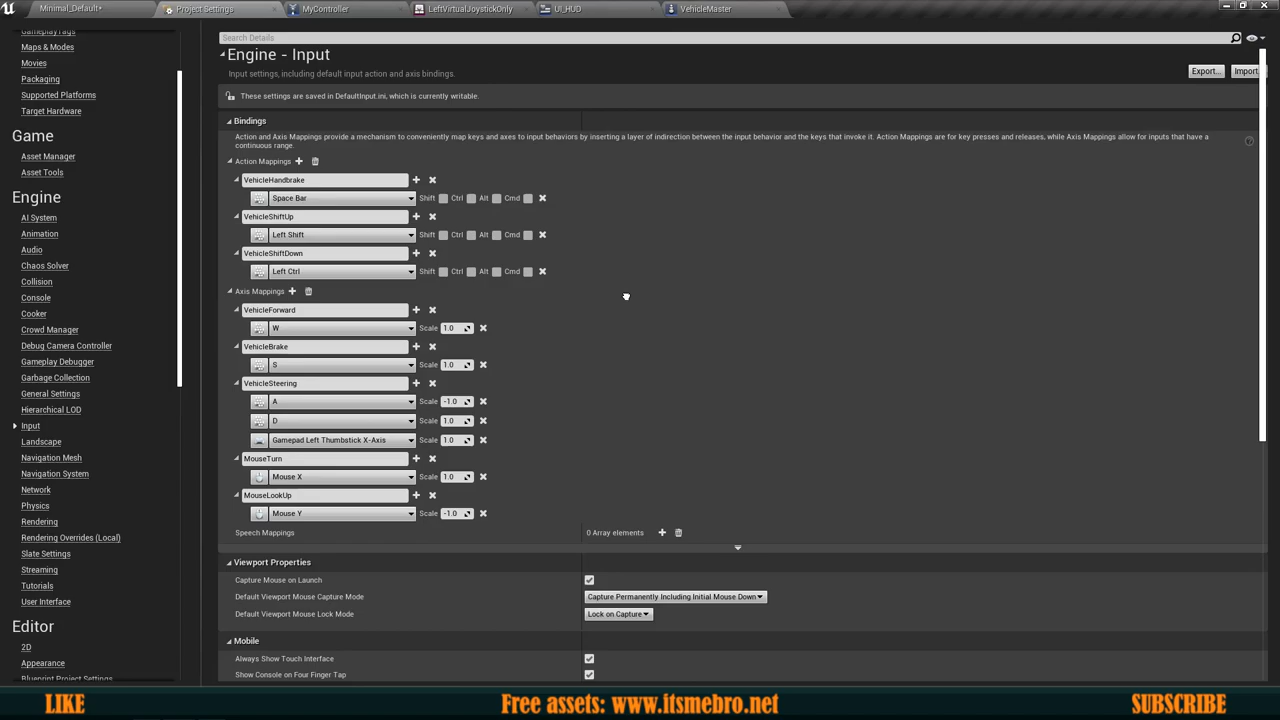 Minimal_Default*
Project Settings
MyController
LeftVirtualJoystickOnly
UI_HUD
VehicleMaster
GameplayTags
Maps & Modes
Movies
Packaging
Supported Platforms
Target Hardware
Game
Asset Manager
Asset Tools
Engine
AI System
Animation
Audio
Chaos Solver
Collision
Console
Cooker
Crowd Manager
Debug Camera Controller
Gameplay Debugger
Garbage Collection
General Settings
Hierarchical LOD
Input
Landscape
Navigation Mesh
Navigation System
Network
Physics
Rendering
Rendering Overrides (Local)
Slate Settings
Streaming
Tutorials
User Interface
Editor
2D
Appearance
Blueprint Project Settings
Search Details
Engine - Input
Input settings, including default input action and axis bindings.
Export...
Import
These settings are saved in DefaultInput.ini, which is currently writable.
Bindings
Action and Axis Mappings provide a mechanism to conveniently map keys and axes to input behaviors by inserting a layer of indirection between the input behavior and the keys that invoke it. Action Mappings are for key presses and releases, while Axis Mappings allow for inputs that have a
continuous range.
Action Mappings
VehicleHandbrake
Space Bar Shift Ctrl Alt Cmd
VehicleShiftUp
Left Shift Shift Ctrl Alt Cmd
VehicleShiftDown
Left Ctrl Shift Ctrl Alt Cmd
Axis Mappings
VehicleForward
W Scale 1.0
VehicleBrake
S Scale 1.0
VehicleSteering
A Scale -1.0
D Scale 1.0
Gamepad Left Thumbstick X-Axis Scale 1.0
MouseTurn
Mouse X Scale 1.0
MouseLookUp
Mouse Y Scale -1.0
Speech Mappings 0 Array elements
Viewport Properties
Capture Mouse on Launch
Default Viewport Mouse Capture Mode Capture Permanently Including Initial Mouse Down
Default Viewport Mouse Lock Mode Lock on Capture
Mobile
Always Show Touch Interface
Show Console on Four Finger Tap
LIKE
Free assets: www.itsmebro.net
SUBSCRIBE